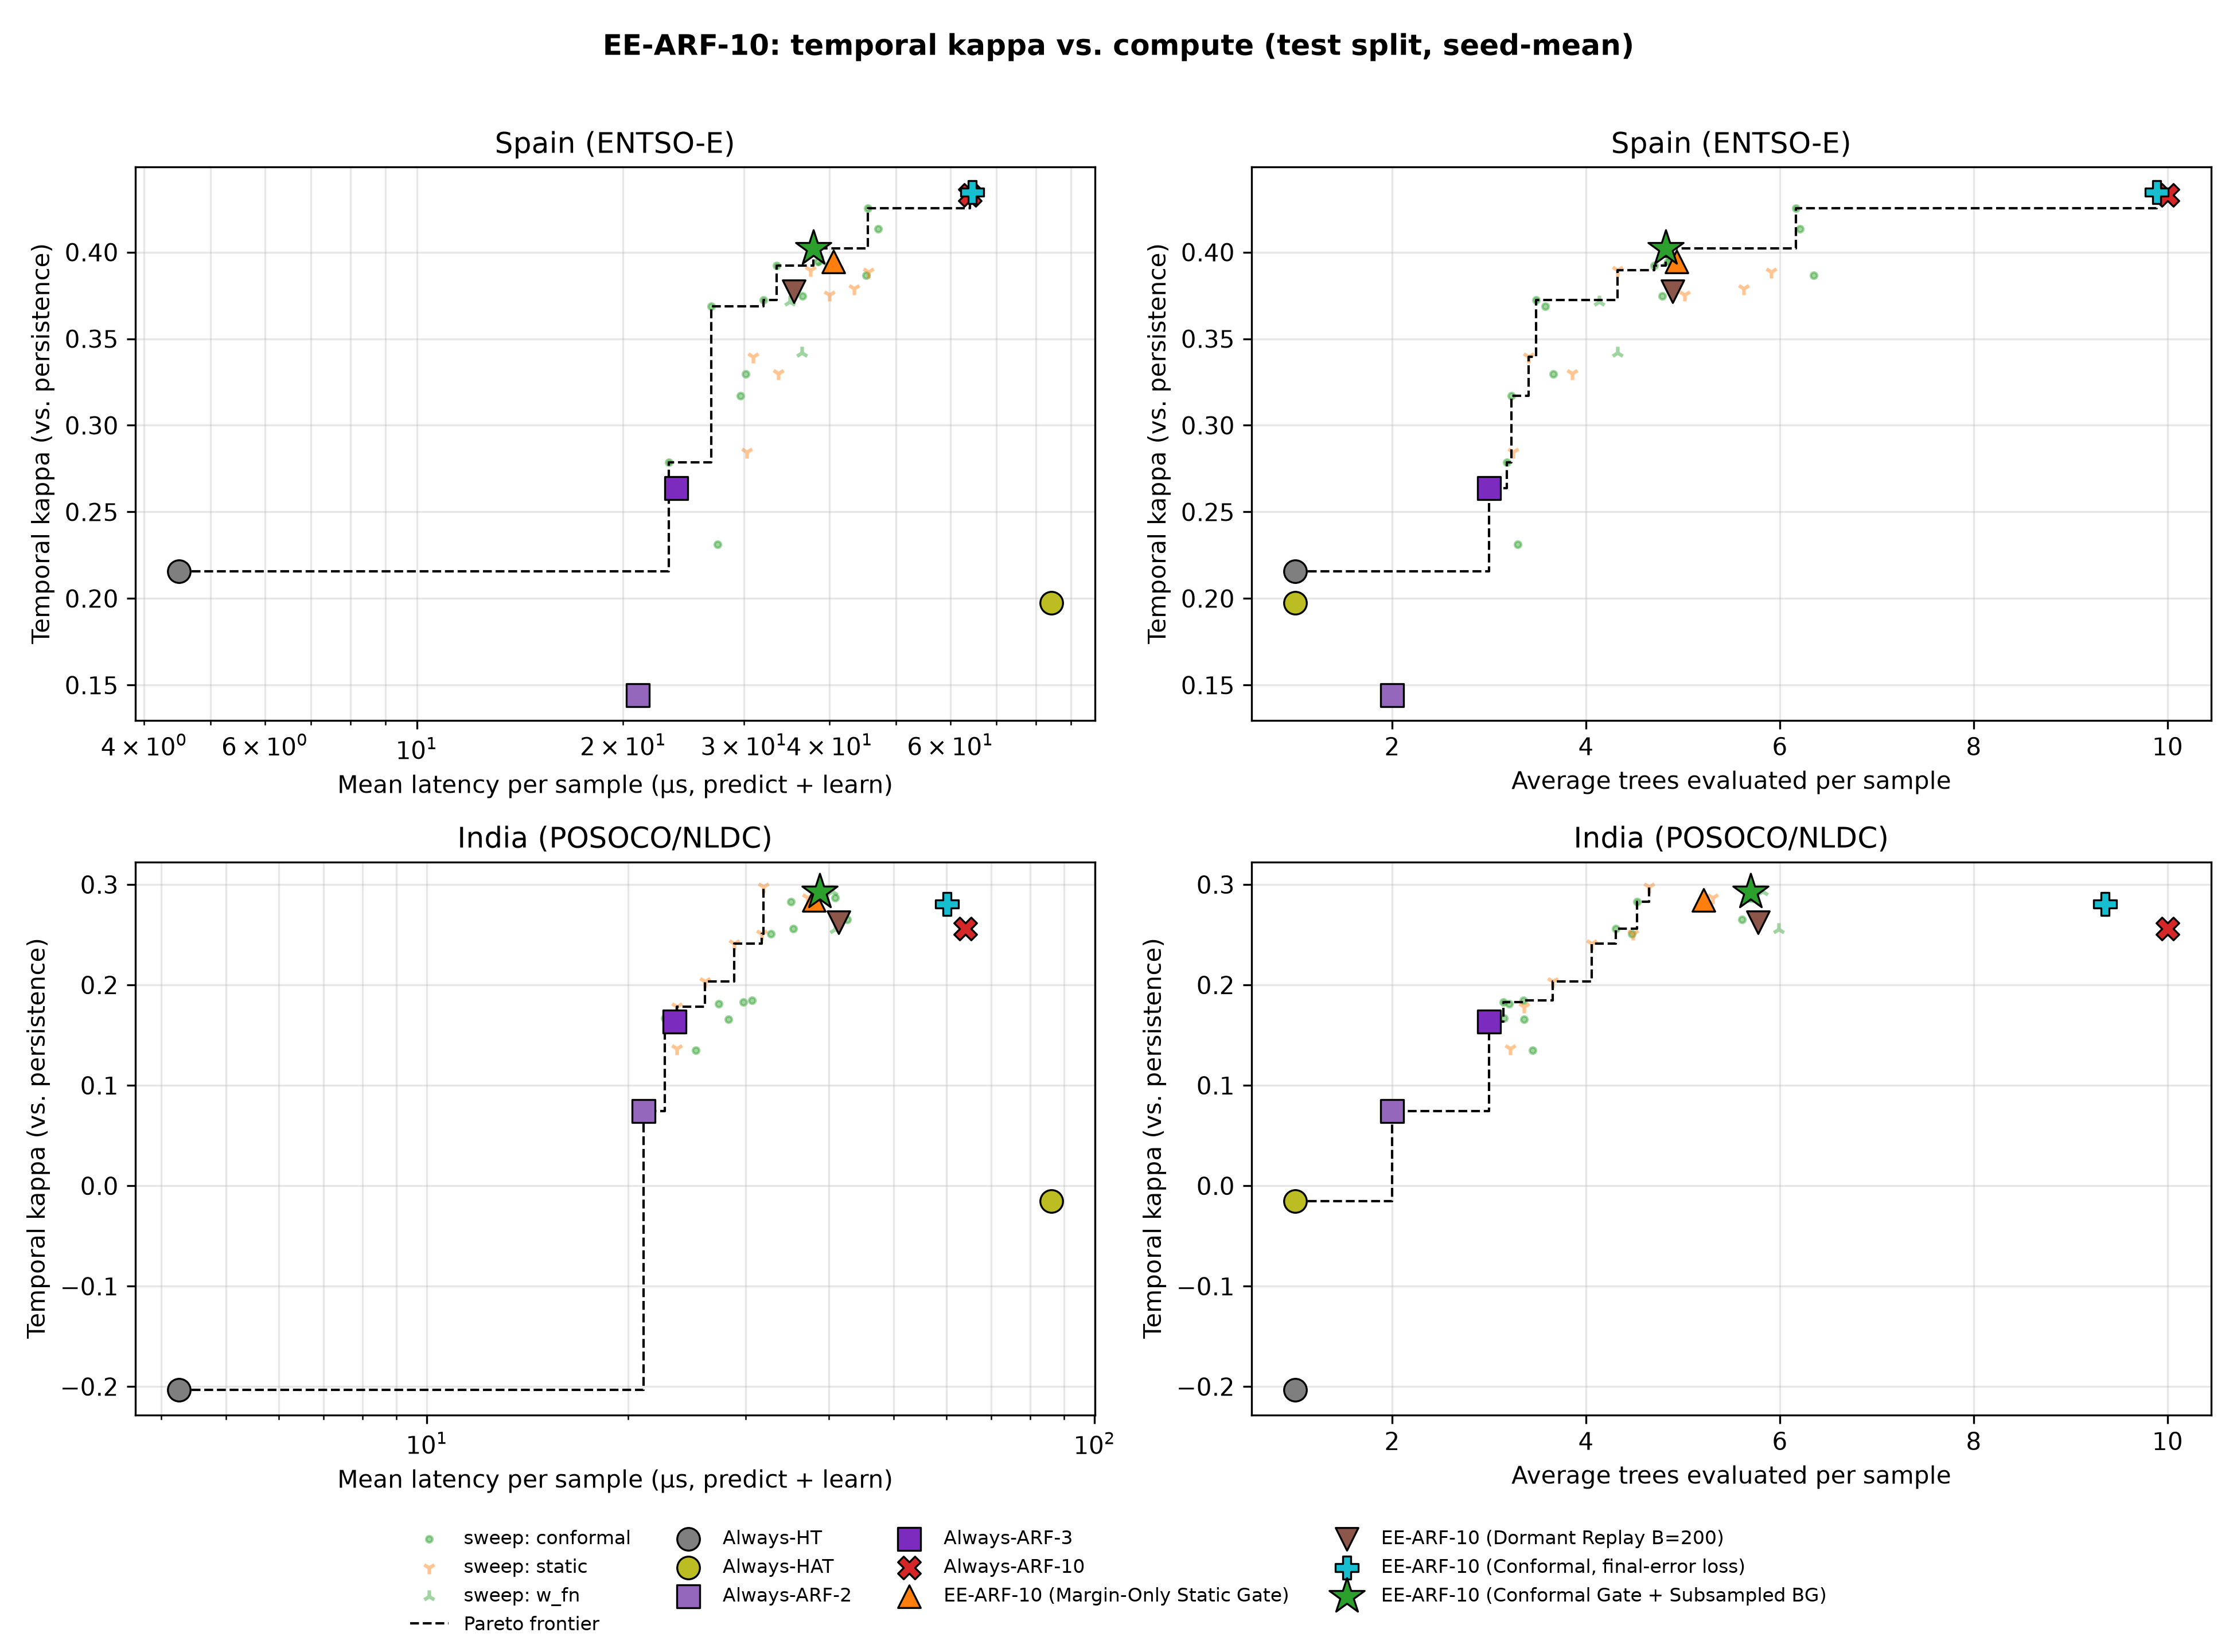 EE-ARF-10: temporal kappa vs. compute (test split, seed-mean)
Spain (ENTSO-E)
Temporal kappa (vs. persistence)
0.40
0.35
0.30
0.25
0.20
0.15
4 × 10⁰
6 × 10⁰
10¹
2 × 10¹
3 × 10¹
4 × 10¹
6 × 10¹
Mean latency per sample (µs, predict + learn)
Spain (ENTSO-E)
Temporal kappa (vs. persistence)
0.40
0.35
0.30
0.25
0.20
0.15
2
4
6
8
10
Average trees evaluated per sample
India (POSOCO/NLDC)
Temporal kappa (vs. persistence)
0.3
0.2
0.1
0.0
−0.1
−0.2
10¹
10²
Mean latency per sample (µs, predict + learn)
India (POSOCO/NLDC)
Temporal kappa (vs. persistence)
0.3
0.2
0.1
0.0
−0.1
−0.2
2
4
6
8
10
Average trees evaluated per sample
sweep: conformal
sweep: static
sweep: w_fn
Pareto frontier
Always-HT
Always-HAT
Always-ARF-2
Always-ARF-3
Always-ARF-10
EE-ARF-10 (Margin-Only Static Gate)
EE-ARF-10 (Dormant Replay B=200)
EE-ARF-10 (Conformal, final-error loss)
EE-ARF-10 (Conformal Gate + Subsampled BG)